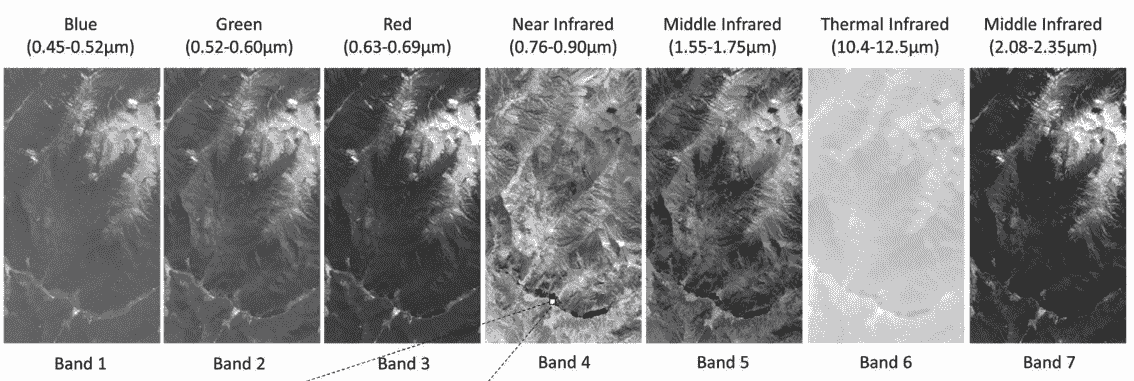 Blue
(0.45-0.52µm)
Green
(0.52-0.60µm)
Red
(0.63-0.69µm)
Near Infrared
(0.76-0.90µm)
Middle Infrared
(1.55-1.75µm)
Thermal Infrared
(10.4-12.5µm)
Middle Infrared
(2.08-2.35µm)
Band 1
Band 2
Band 3
Band 4
Band 5
Band 6
Band 7